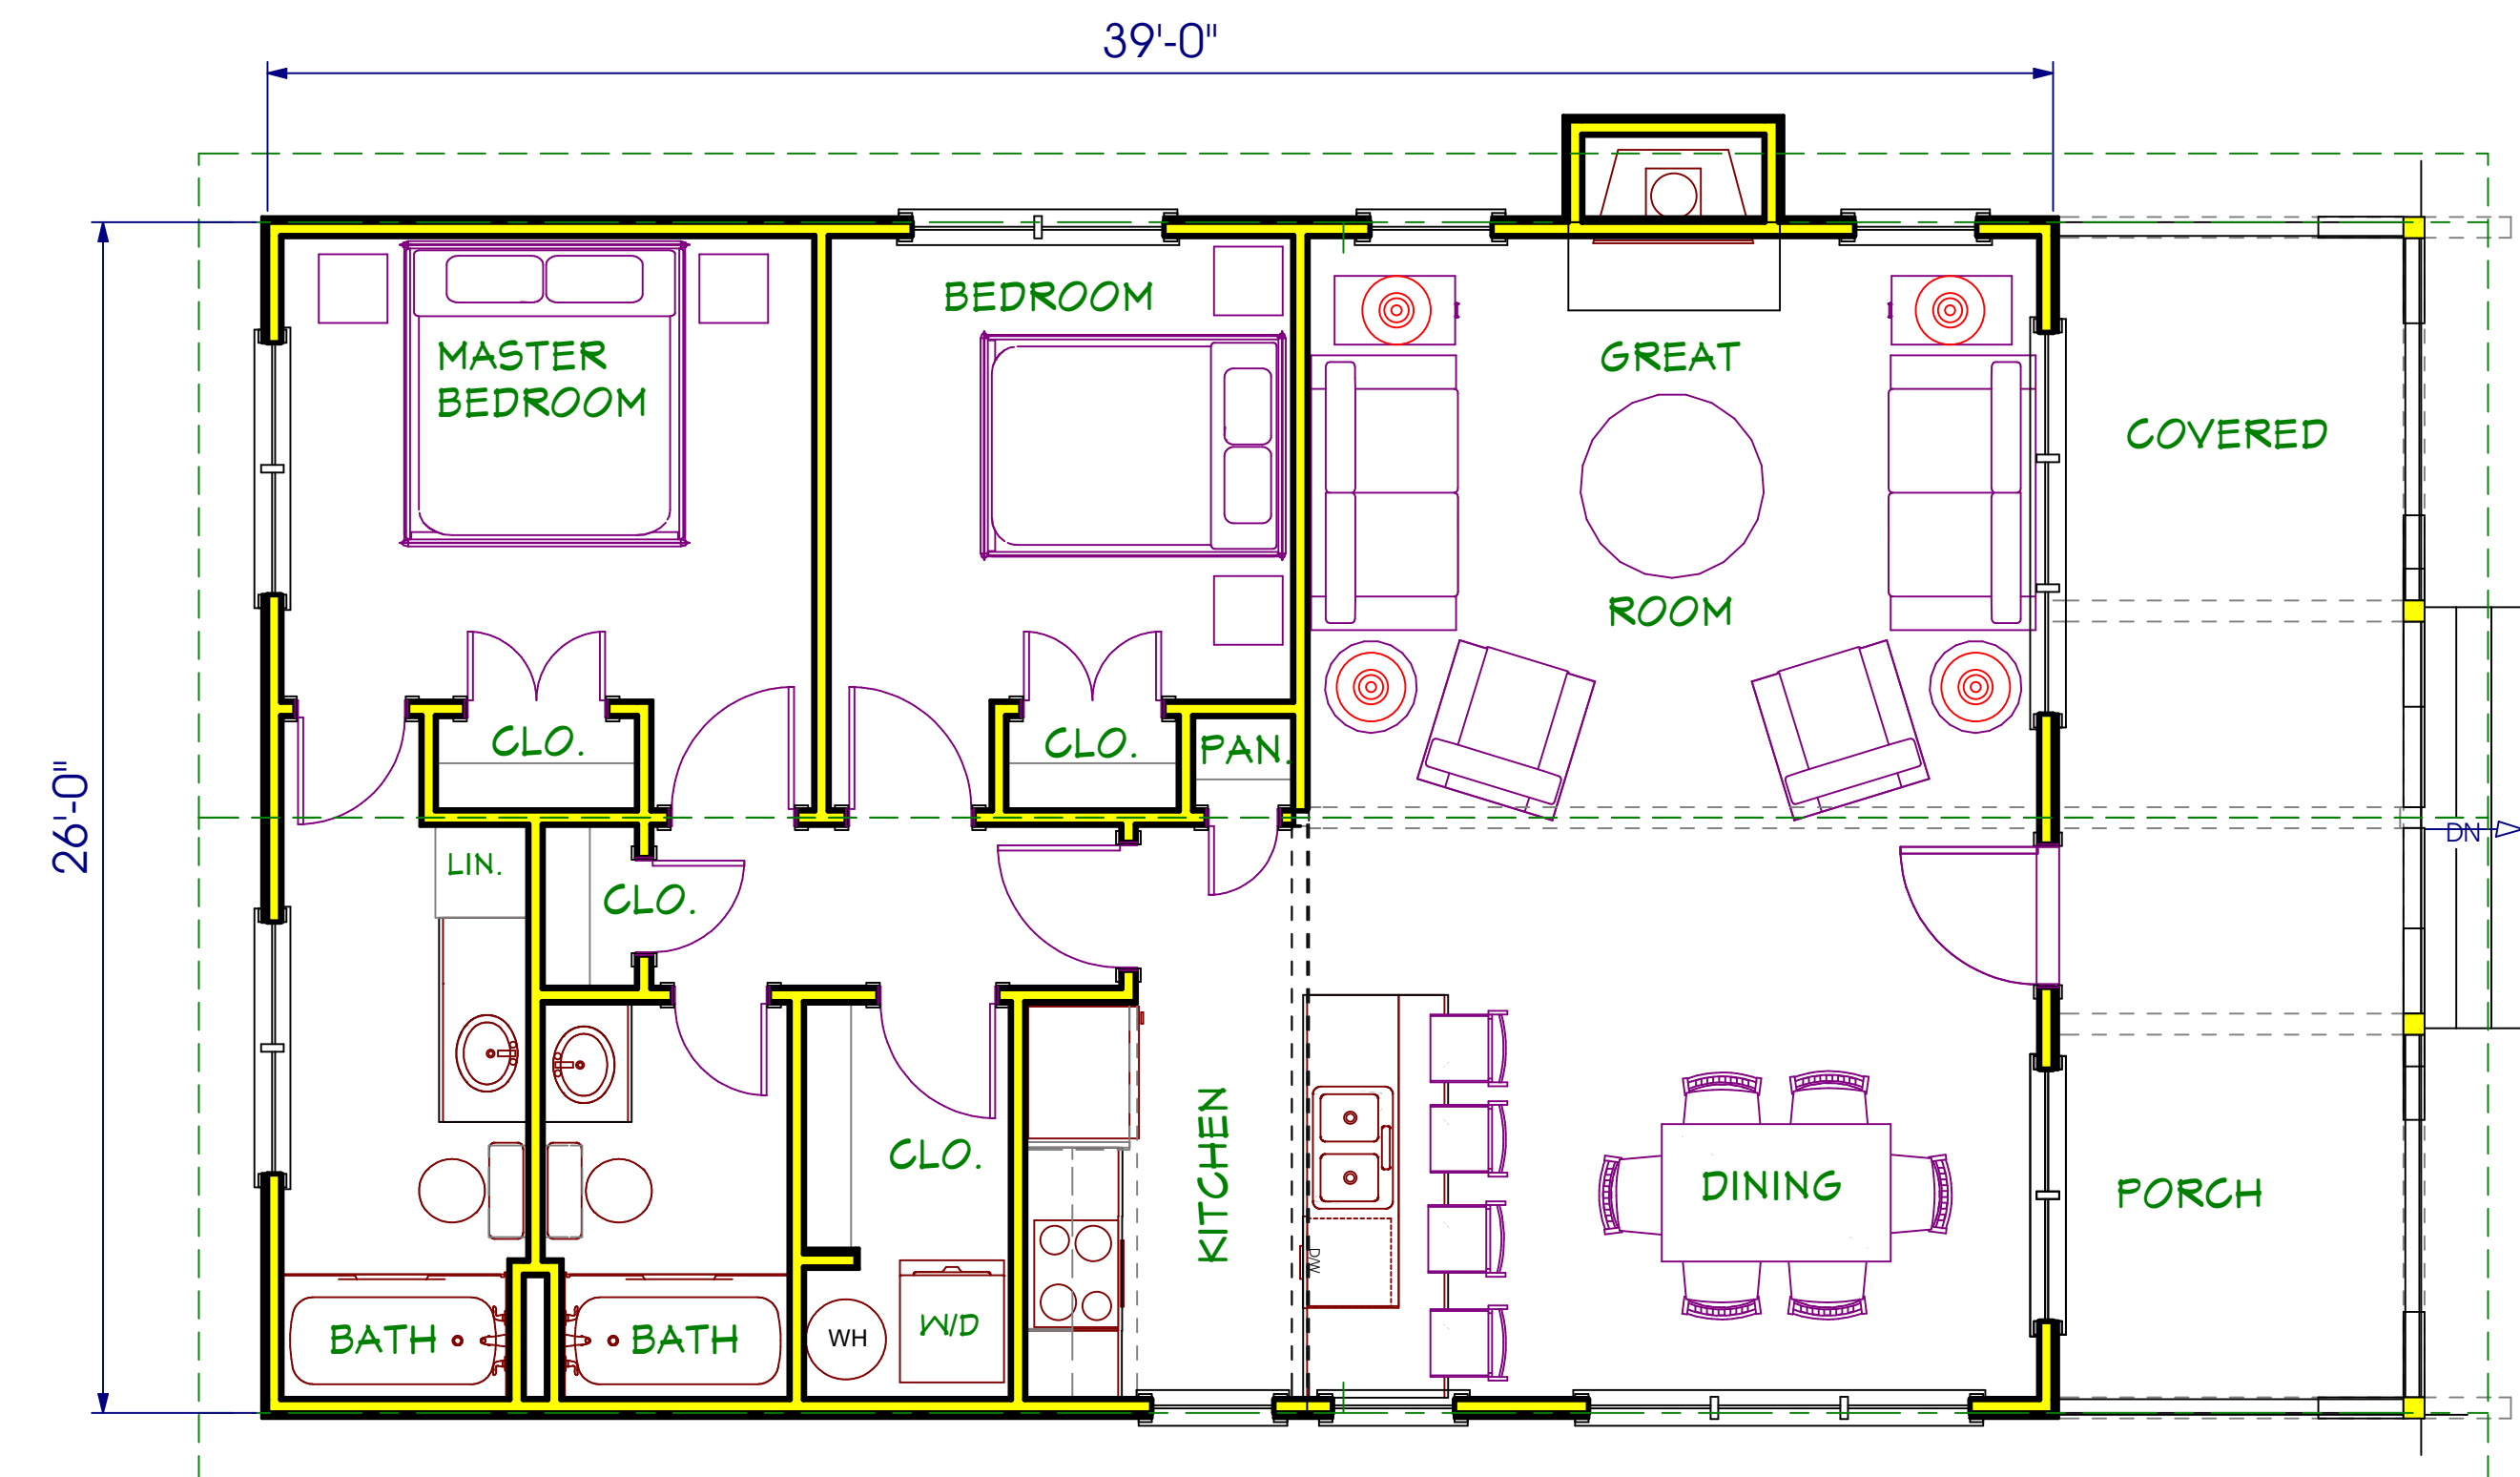 39'-0"
BEDROOM
MASTER
BEDROOM
GREAT
COVERED
ROOM
CLO.
CLO.
PAN.
26'-0"
DN
LIN.
CLO.
KITCHEN
CLO.
DINING
PORCH
D/W
BATH
BATH
WH
W/D